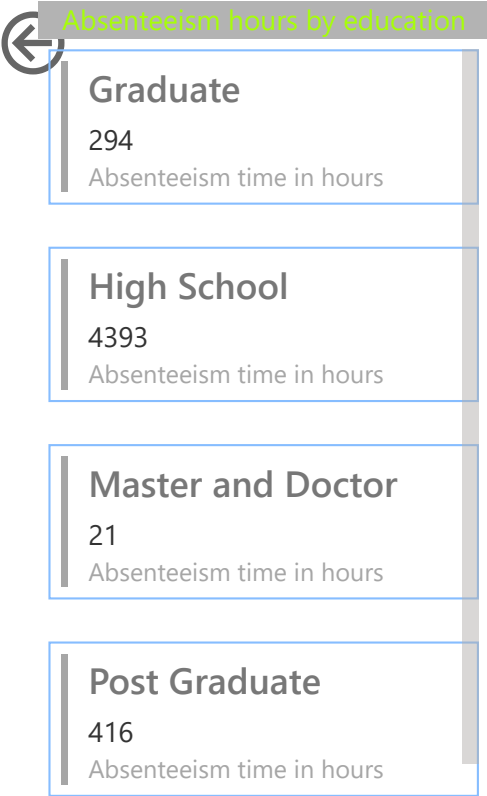 Absenteeism hours by education
Graduate
294
Absenteeism time in hours
High School
4393
Absenteeism time in hours
Master and Doctor
21
Absenteeism time in hours
Post Graduate
416
Absenteeism time in hours